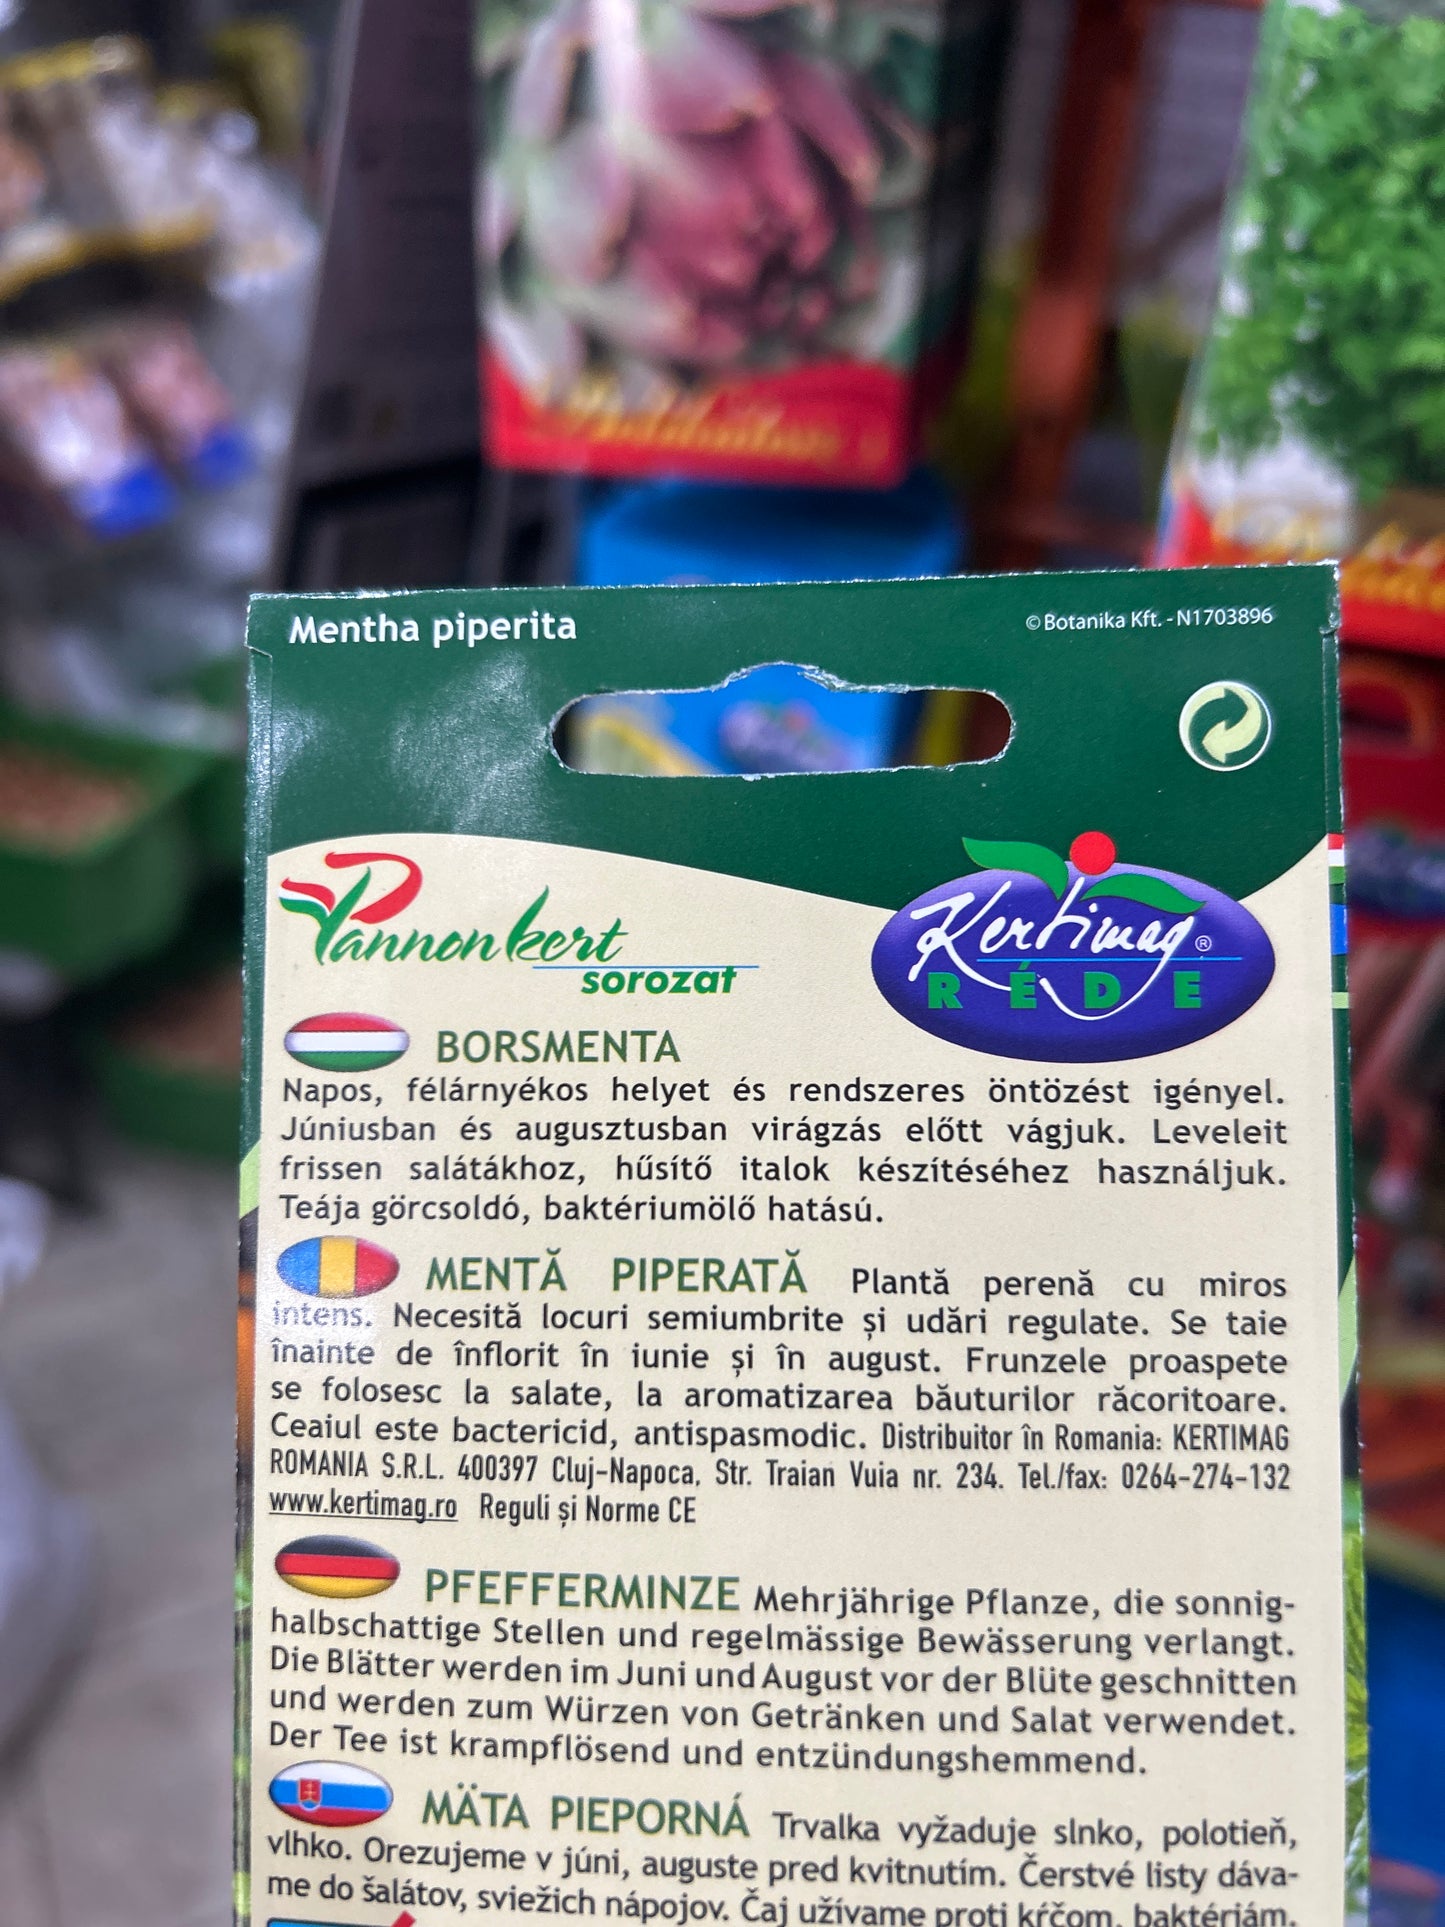 Mentha piperita
© Botanika Kft. - N1703896
Pannonkert
sorozat
Kertimag®
RÉDE
BORSMENTA
Napos, félárnyékos helyet és rendszeres öntözést igényel.
Júniusban és augusztusban virágzás előtt vágjuk. Leveleit
frissen salátákhoz, hűsítő italok készítéséhez használjuk.
Teája görcsoldó, baktériumölő hatású.
MENTĂ PIPERATĂ Plantă perenă cu miros
intens. Necesită locuri semiumbrite și udări regulate. Se taie
înainte de înflorit în iunie și în august. Frunzele proaspete
se folosesc la salate, la aromatizarea băuturilor răcoritoare.
Ceaiul este bactericid, antispasmodic. Distribuitor în Romania: KERTIMAG
ROMANIA S.R.L. 400397 Cluj-Napoca, Str. Traian Vuia nr. 234. Tel./fax: 0264-274-132
www.kertimag.ro Reguli și Norme CE
PFEFFERMINZE Mehrjährige Pflanze, die sonnig-
halbschattige Stellen und regelmässige Bewässerung verlangt.
Die Blätter werden im Juni und August vor der Blüte geschnitten
und werden zum Würzen von Getränken und Salat verwendet.
Der Tee ist krampflösend und entzündungshemmend.
MÄTA PIEPORNÁ Trvalka vyžaduje slnko, polotieň,
vlhko. Orezujeme v júni, auguste pred kvitnutím. Čerstvé listy dáva-
me do šalátov, sviežich nápojov. Čaj užívame proti kŕčom, baktériám.